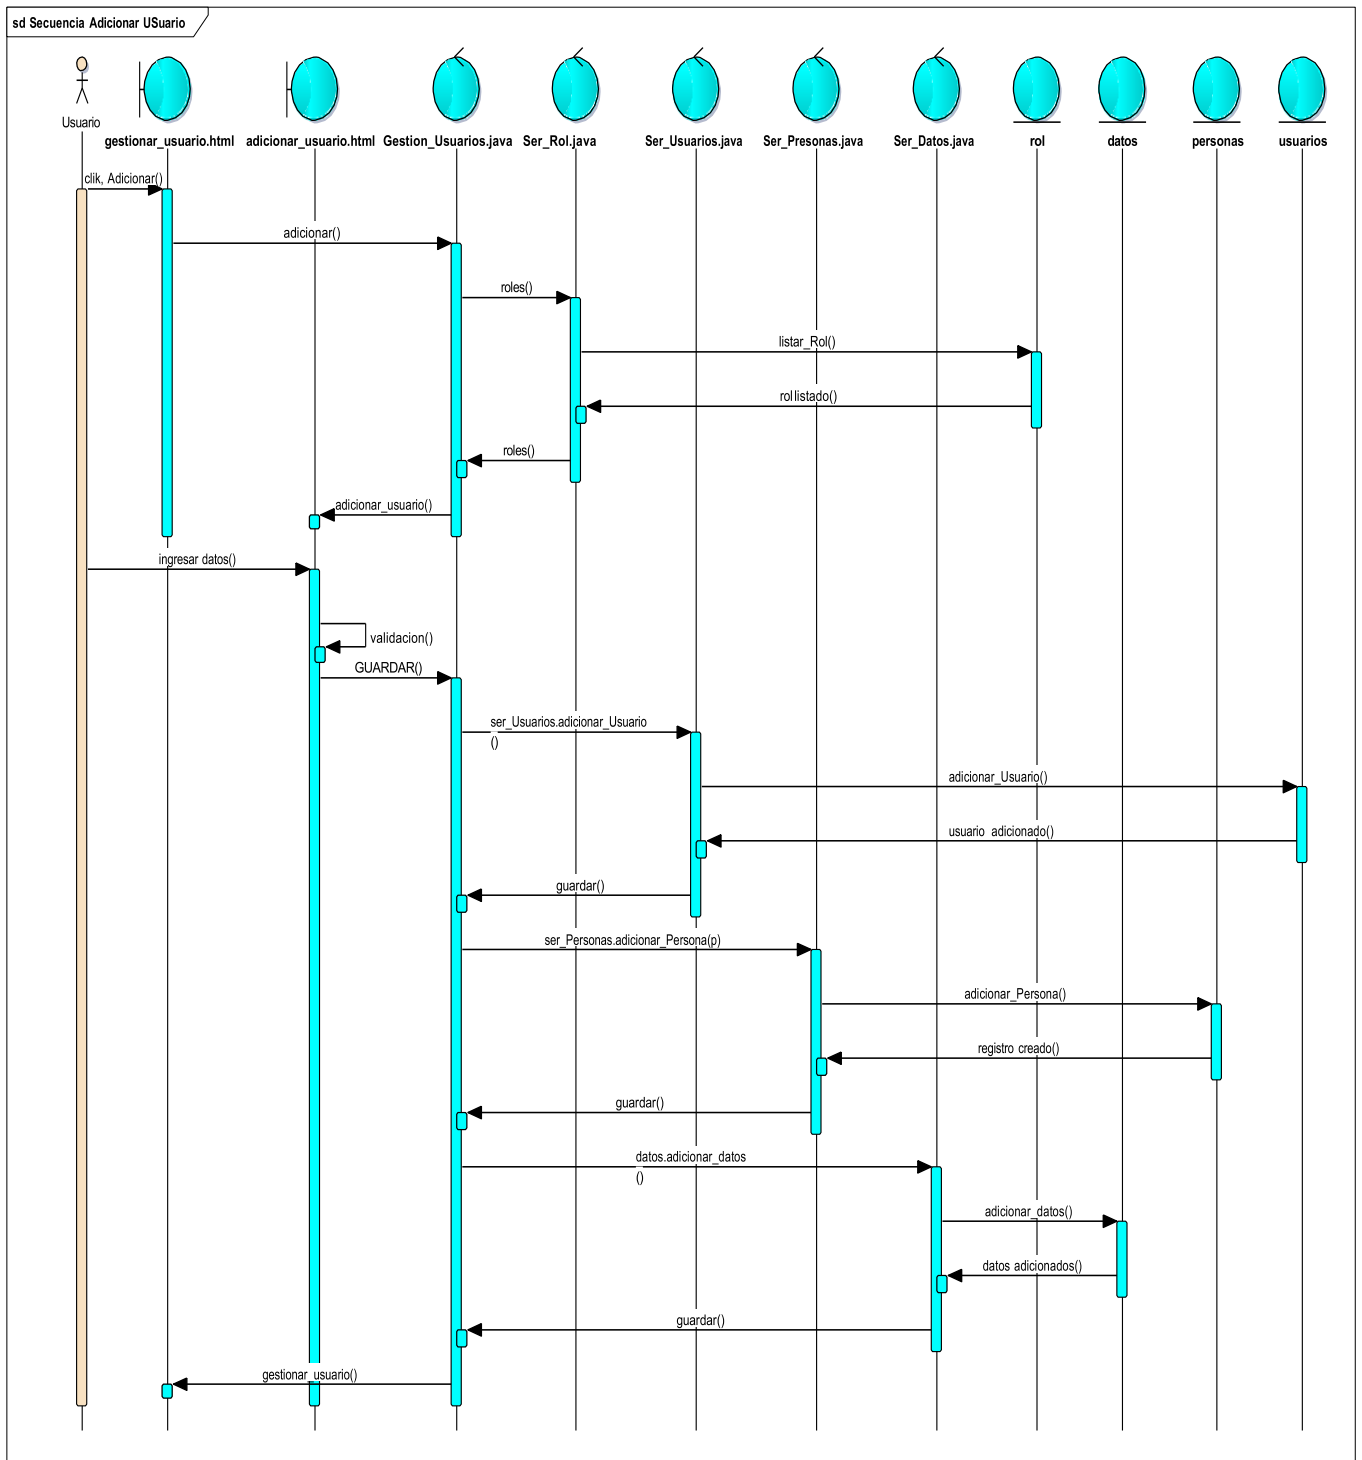 sd Secuencia Adicionar USuario
Usuario
gestionar_usuario.html
adicionar_usuario.html
Gestion_Usuarios.java
Ser_Rol.java
Ser_Usuarios.java
Ser_Presonas.java
Ser_Datos.java
rol
datos
personas
usuarios
clik, Adicionar()
adicionar()
roles()
listar_Rol()
rol listado()
roles()
adicionar_usuario()
ingresar datos()
validacion()
GUARDAR()
ser_Usuarios.adicionar_Usuario
()
adicionar_Usuario()
usuario adicionado()
guardar()
ser_Personas.adicionar_Persona(p)
adicionar_Persona()
registro creado()
guardar()
datos.adicionar_datos
()
adicionar_datos()
datos adicionados()
guardar()
gestionar_usuario()